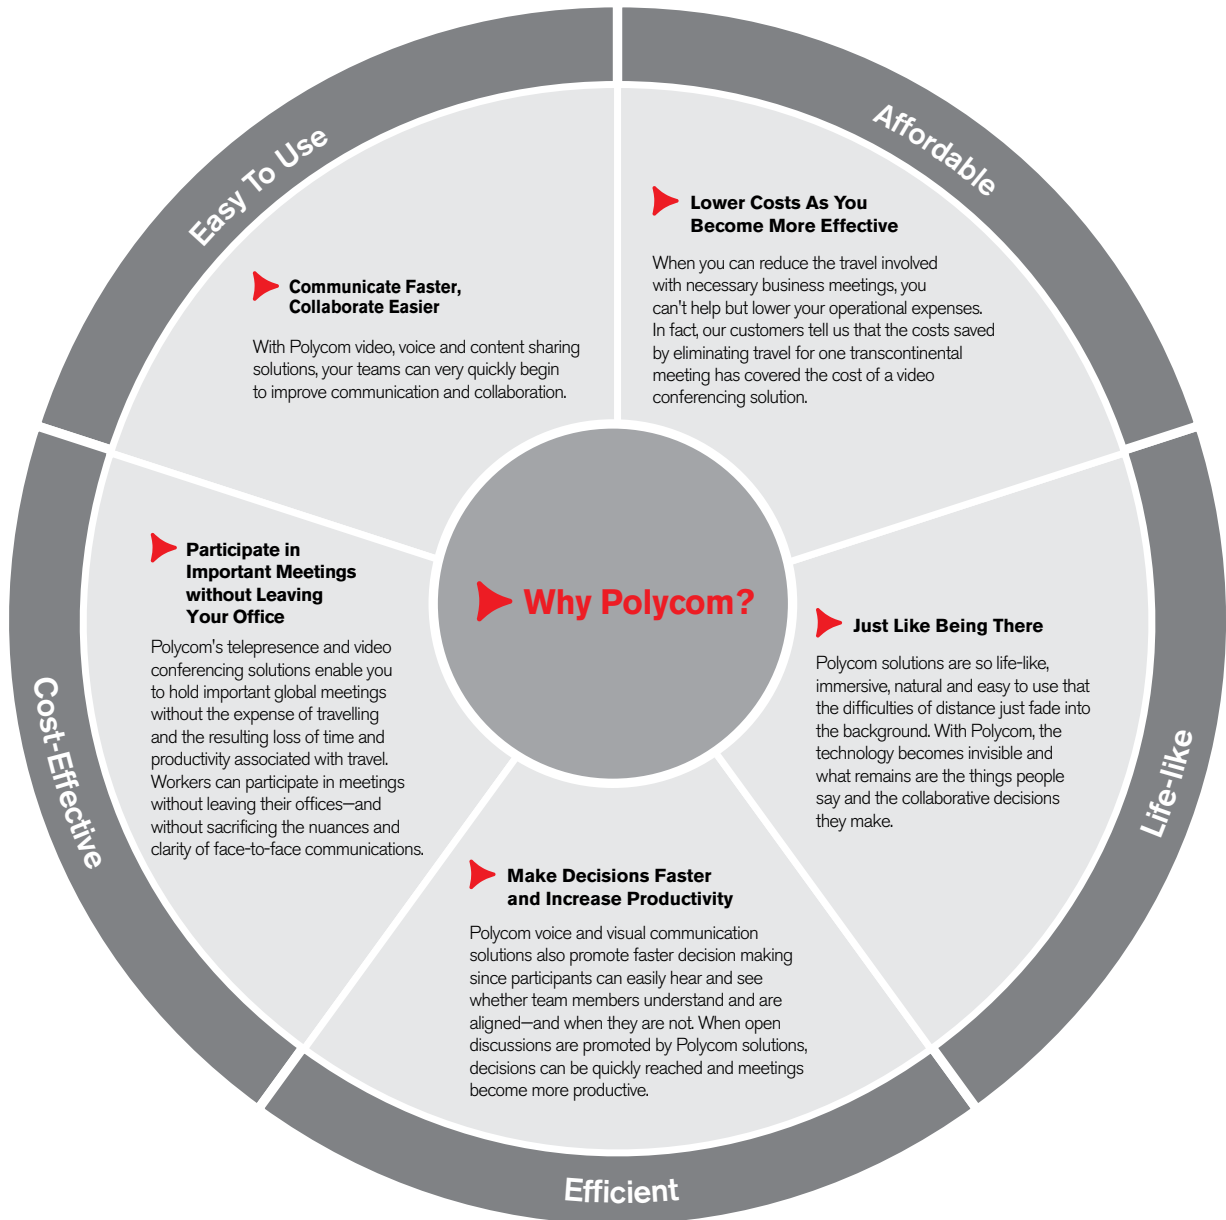 Why Polycom?
Affordable
Lower Costs As You
Become More Effective
When you can reduce the travel involved
with necessary business meetings, you
can't help but lower your operational expenses.
In fact, our customers tell us that the costs saved
by eliminating travel for one transcontinental
meeting has covered the cost of a video
conferencing solution.
Life-like
Just Like Being There
Polycom solutions are so life-like,
immersive, natural and easy to use that
the difficulties of distance just fade into
the background. With Polycom, the
technology becomes invisible and
what remains are the things people
say and the collaborative decisions
they make.
Efficient
Make Decisions Faster
and Increase Productivity
Polycom voice and visual communication
solutions also promote faster decision making
since participants can easily hear and see
whether team members understand and are
aligned—and when they are not. When open
discussions are promoted by Polycom solutions,
decisions can be quickly reached and meetings
become more productive.
Cost-Effective
Participate in
Important Meetings
without Leaving
Your Office
Polycom's telepresence and video
conferencing solutions enable you
to hold important global meetings
without the expense of travelling
and the resulting loss of time and
productivity associated with travel.
Workers can participate in meetings
without leaving their offices—and
without sacrificing the nuances and
clarity of face-to-face communications.
Easy To Use
Communicate Faster,
Collaborate Easier
With Polycom video, voice and content sharing
solutions, your teams can very quickly begin
to improve communication and collaboration.